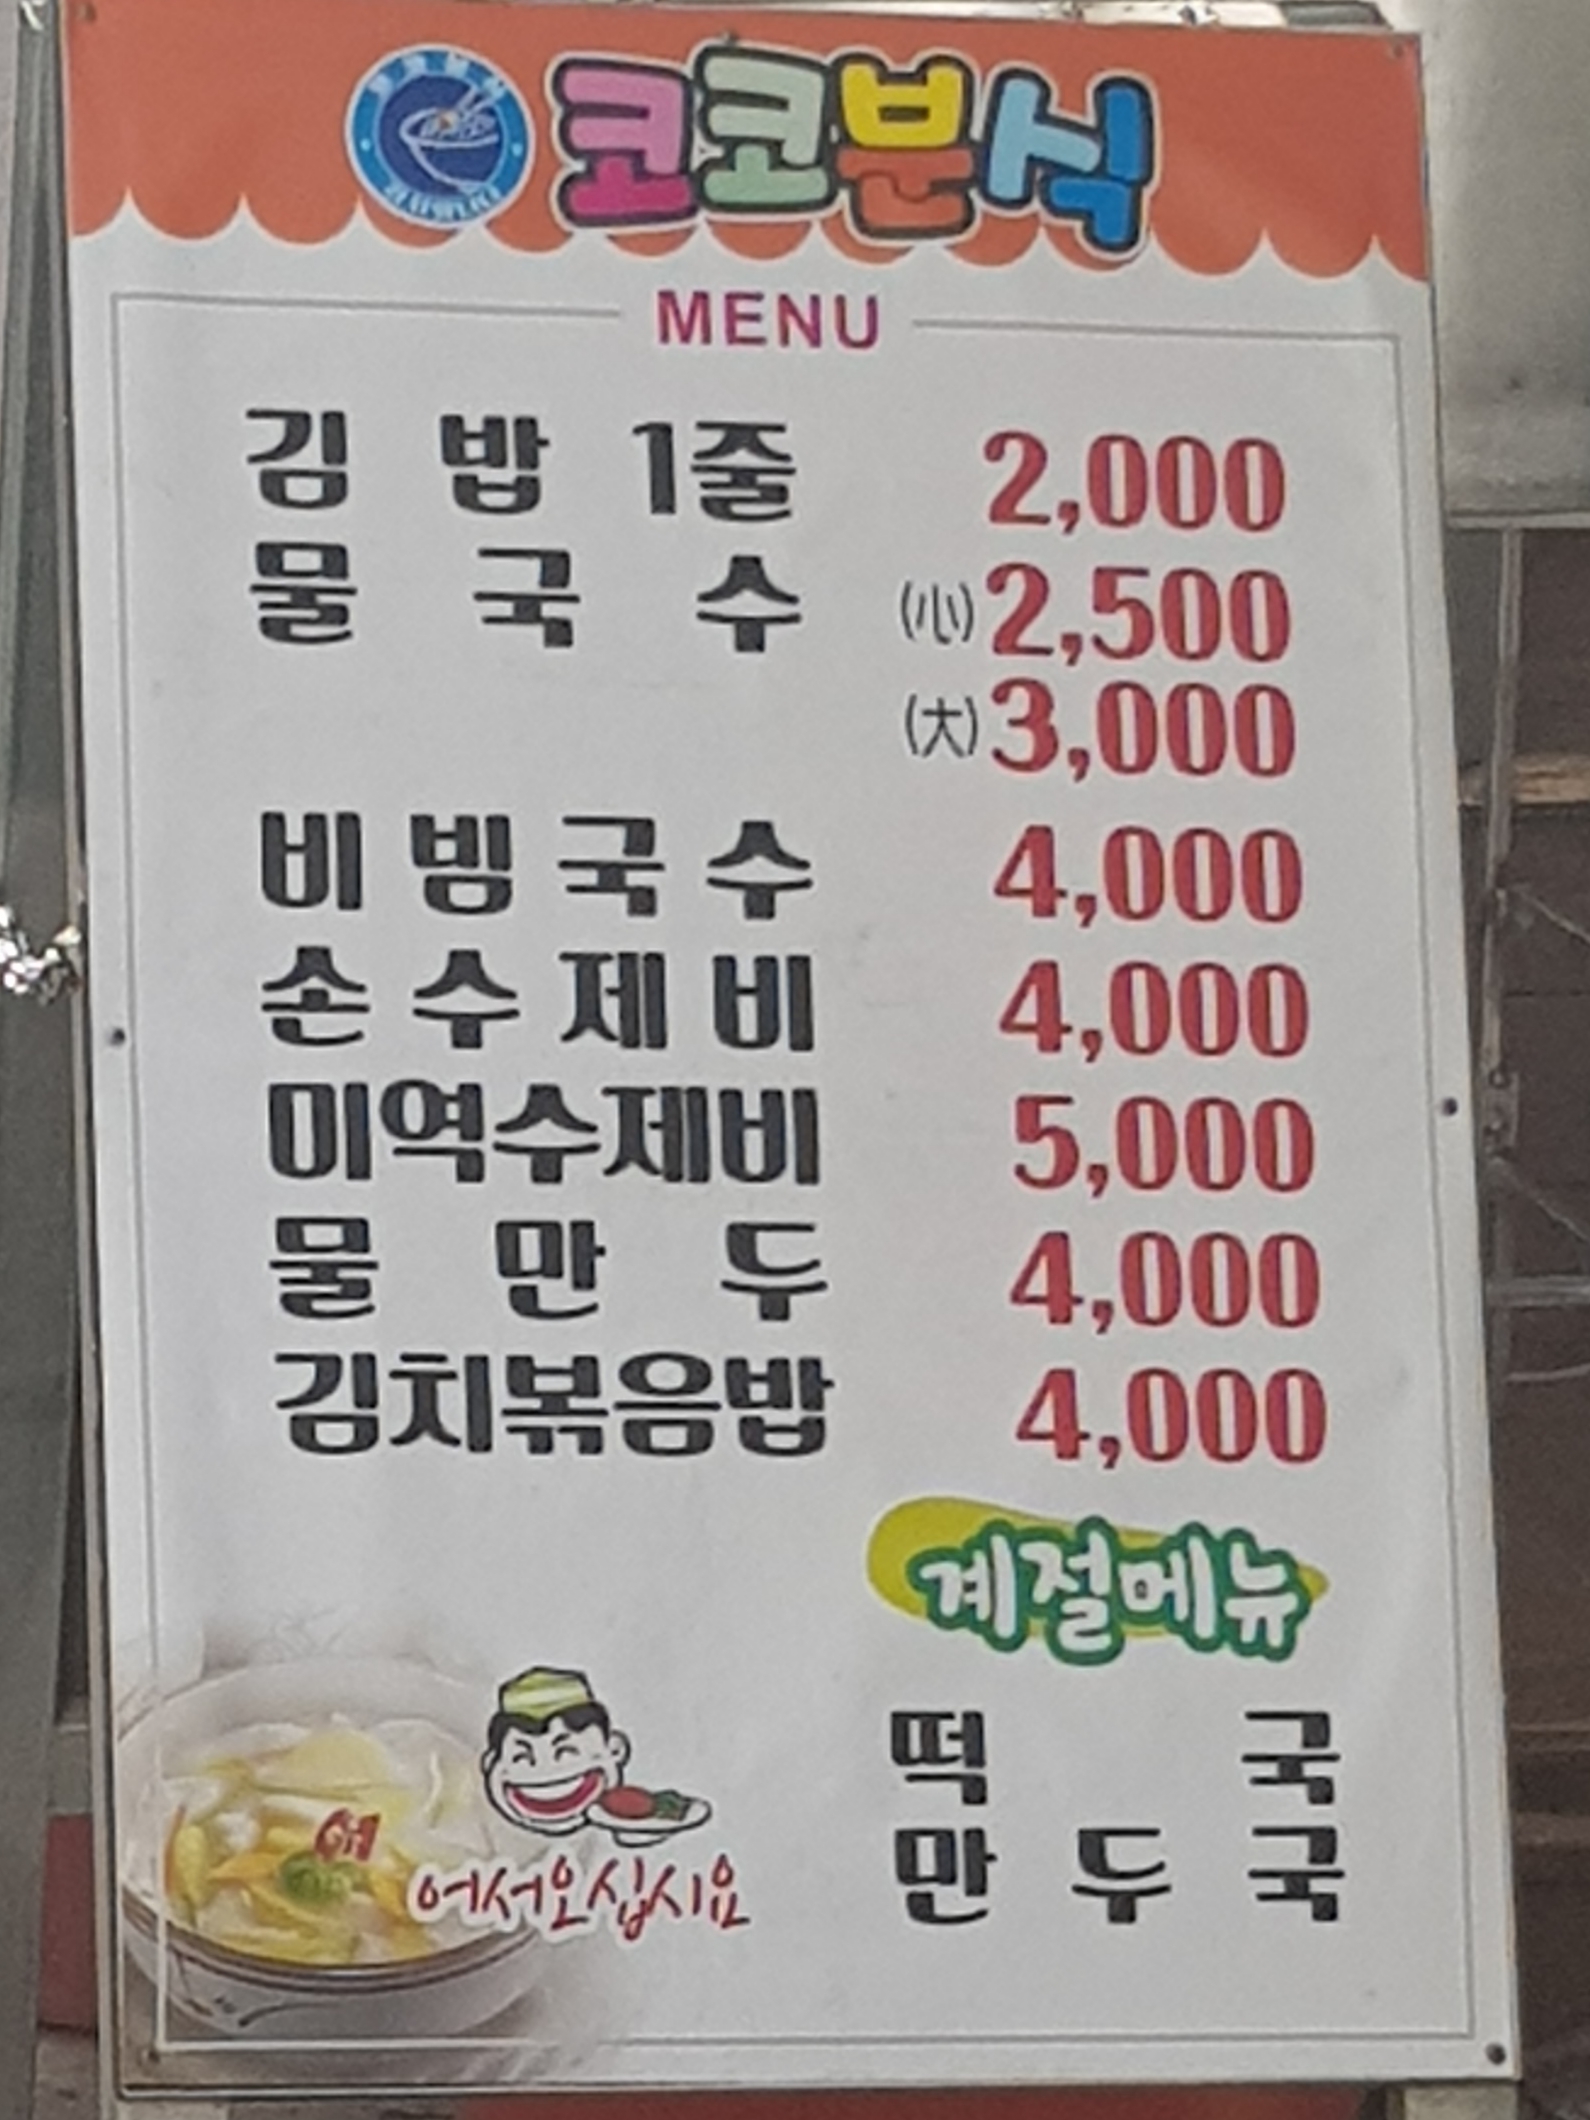 코코분식
MENU
김 밥 1줄 2,000
물 국 수 (心) 2,500
(大) 3,000
비 빙 국 수 4,000
손 수 제 비 4,000
미역수제비 5,000
물 만 두 4,000
김치볶음밥 4,000
계절메뉴
떡 국
만 두 국
어서오십시요